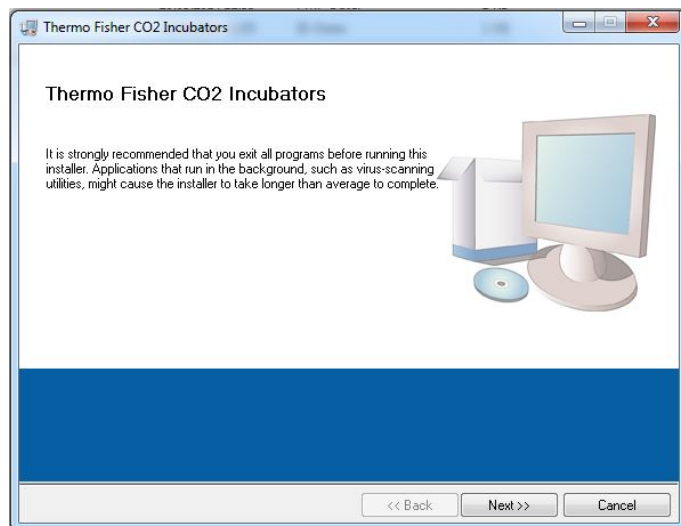 Thermo Fisher CO2 Incubators
Thermo Fisher CO2 Incubators
It is strongly recommended that you exit all programs before running this
installer. Applications that run in the background, such as virus-scanning
utilities, might cause the installer to take longer than average to complete.
<< Back
Next >>
Cancel